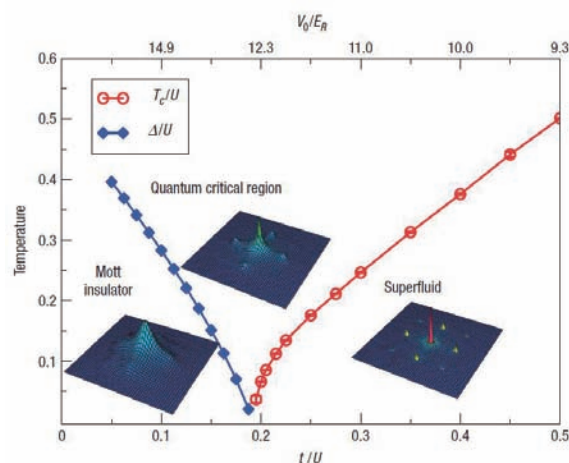 V₀/E_R
14.9 12.3 11.0 10.0 9.3
0.6
0.5
0.4
0.3
0.2
0.1
T_c/U
Δ/U
Quantum critical region
Temperature
Mott
insulator
Superfluid
0 0.1 0.2 0.3 0.4 0.5
t/U